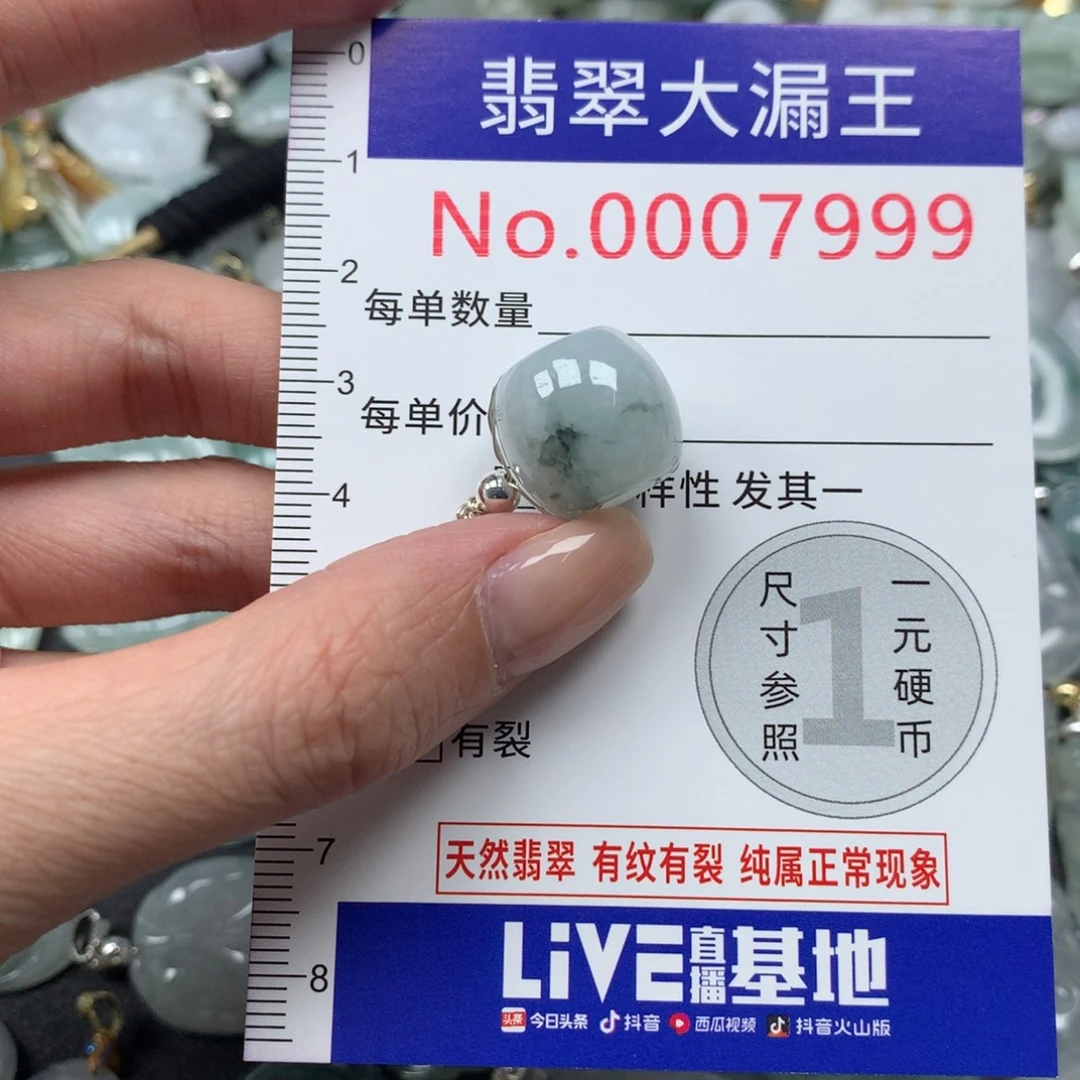 翡翠大漏王
No.0007999
0
1
2
3
4
7
8
每单数量
每单价
样性 发其一
尺寸参照
1
一元硬币
有裂
天然翡翠 有纹有裂 纯属正常现象
LiVE直播基地
头条 今日头条 抖音 西瓜视频 抖音火山版